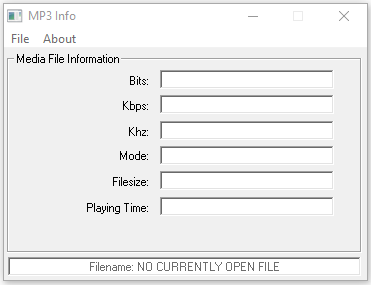 MP3 Info
File About
Media File Information
Bits:
Kbps:
Khz:
Mode:
Filesize:
Playing Time:
Filename: NO CURRENTLY OPEN FILE